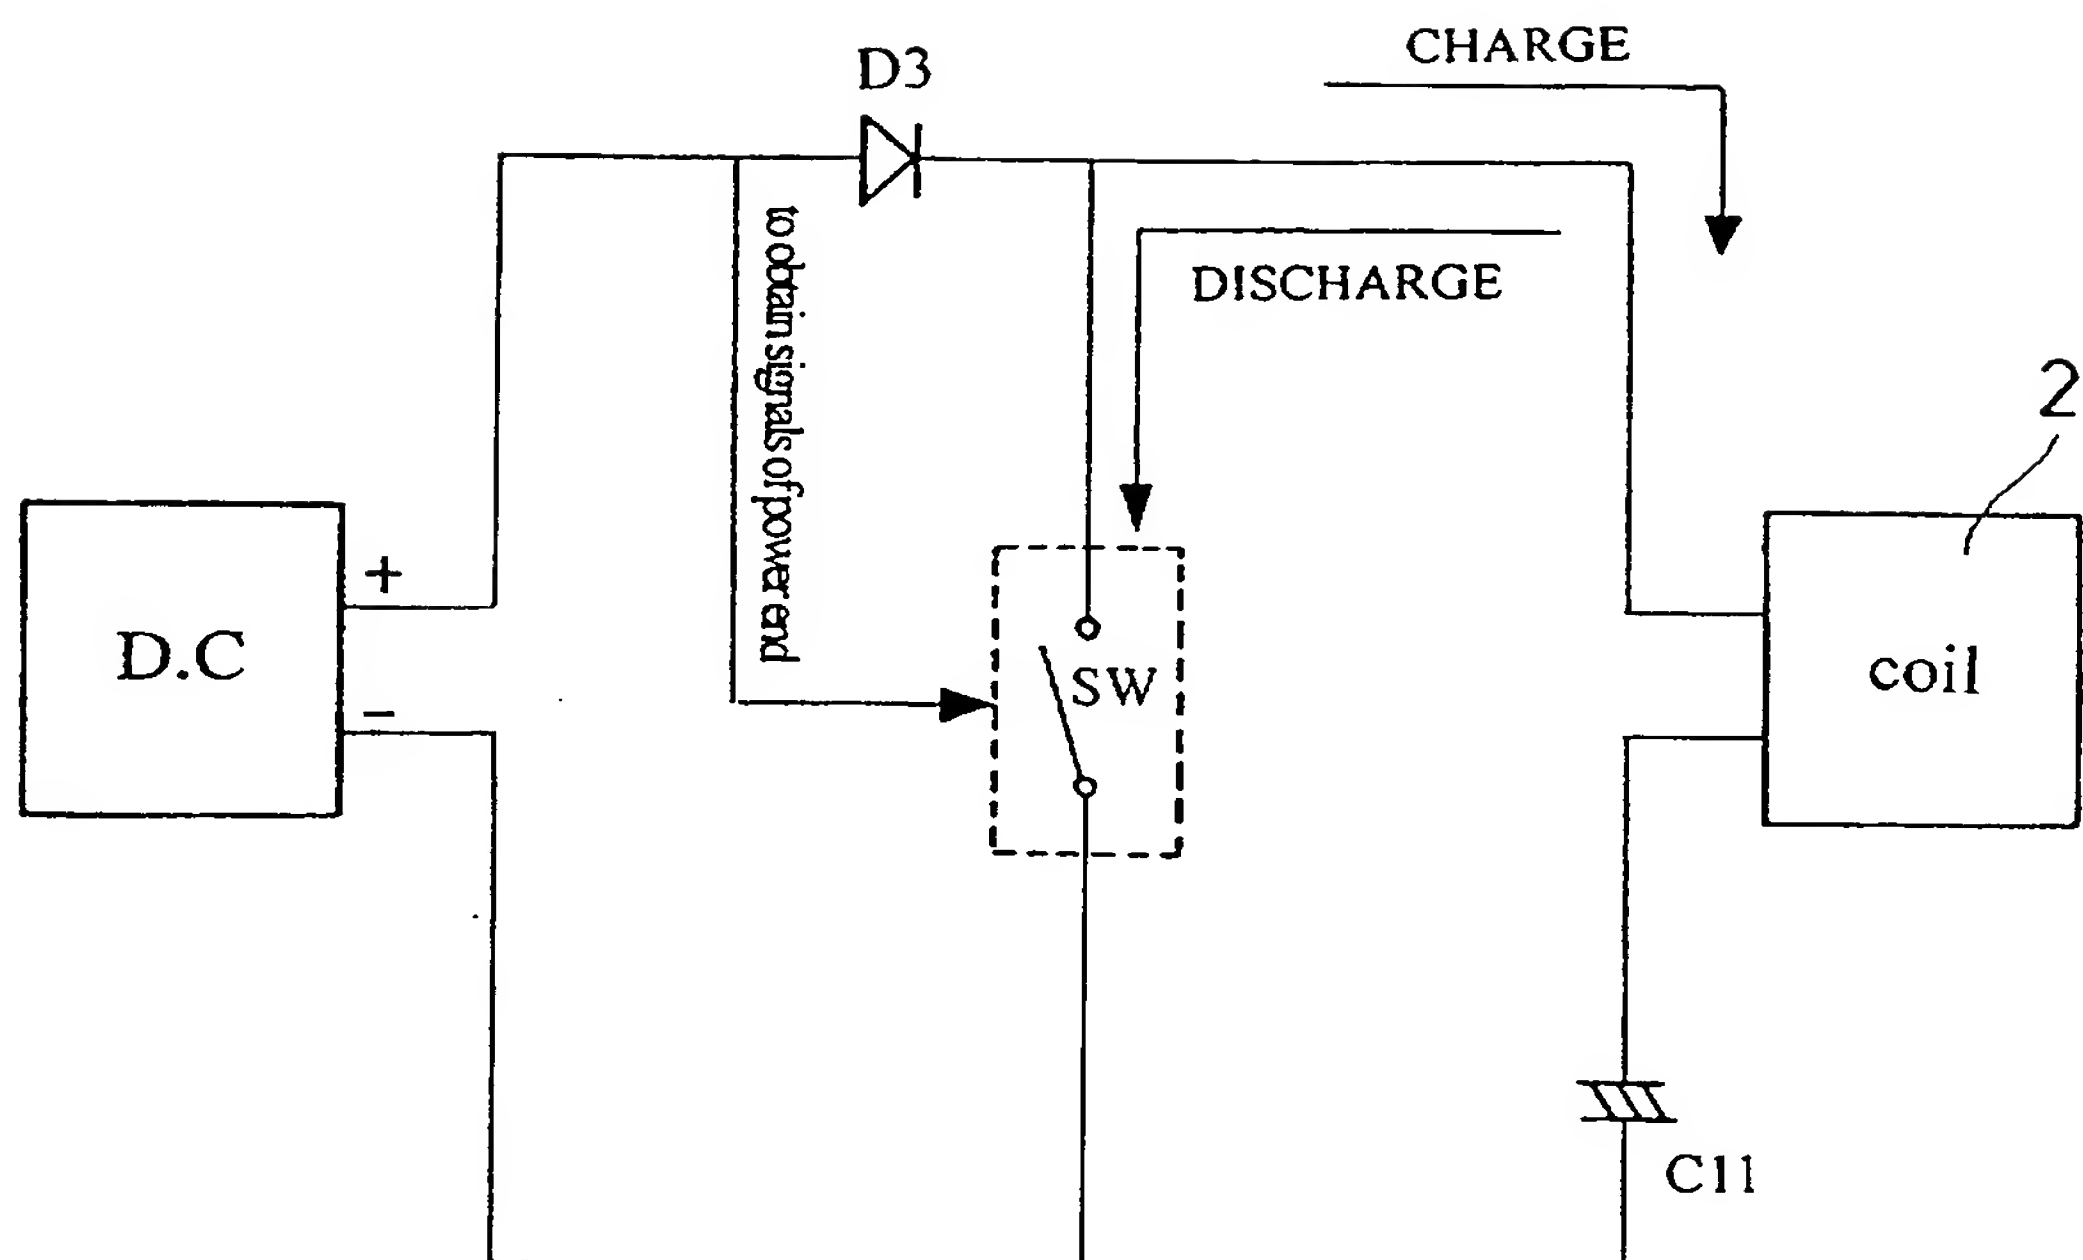 CHARGE
D3
to obtain signals of power end
DISCHARGE
2
+
D.C
SW
coil
−
C11